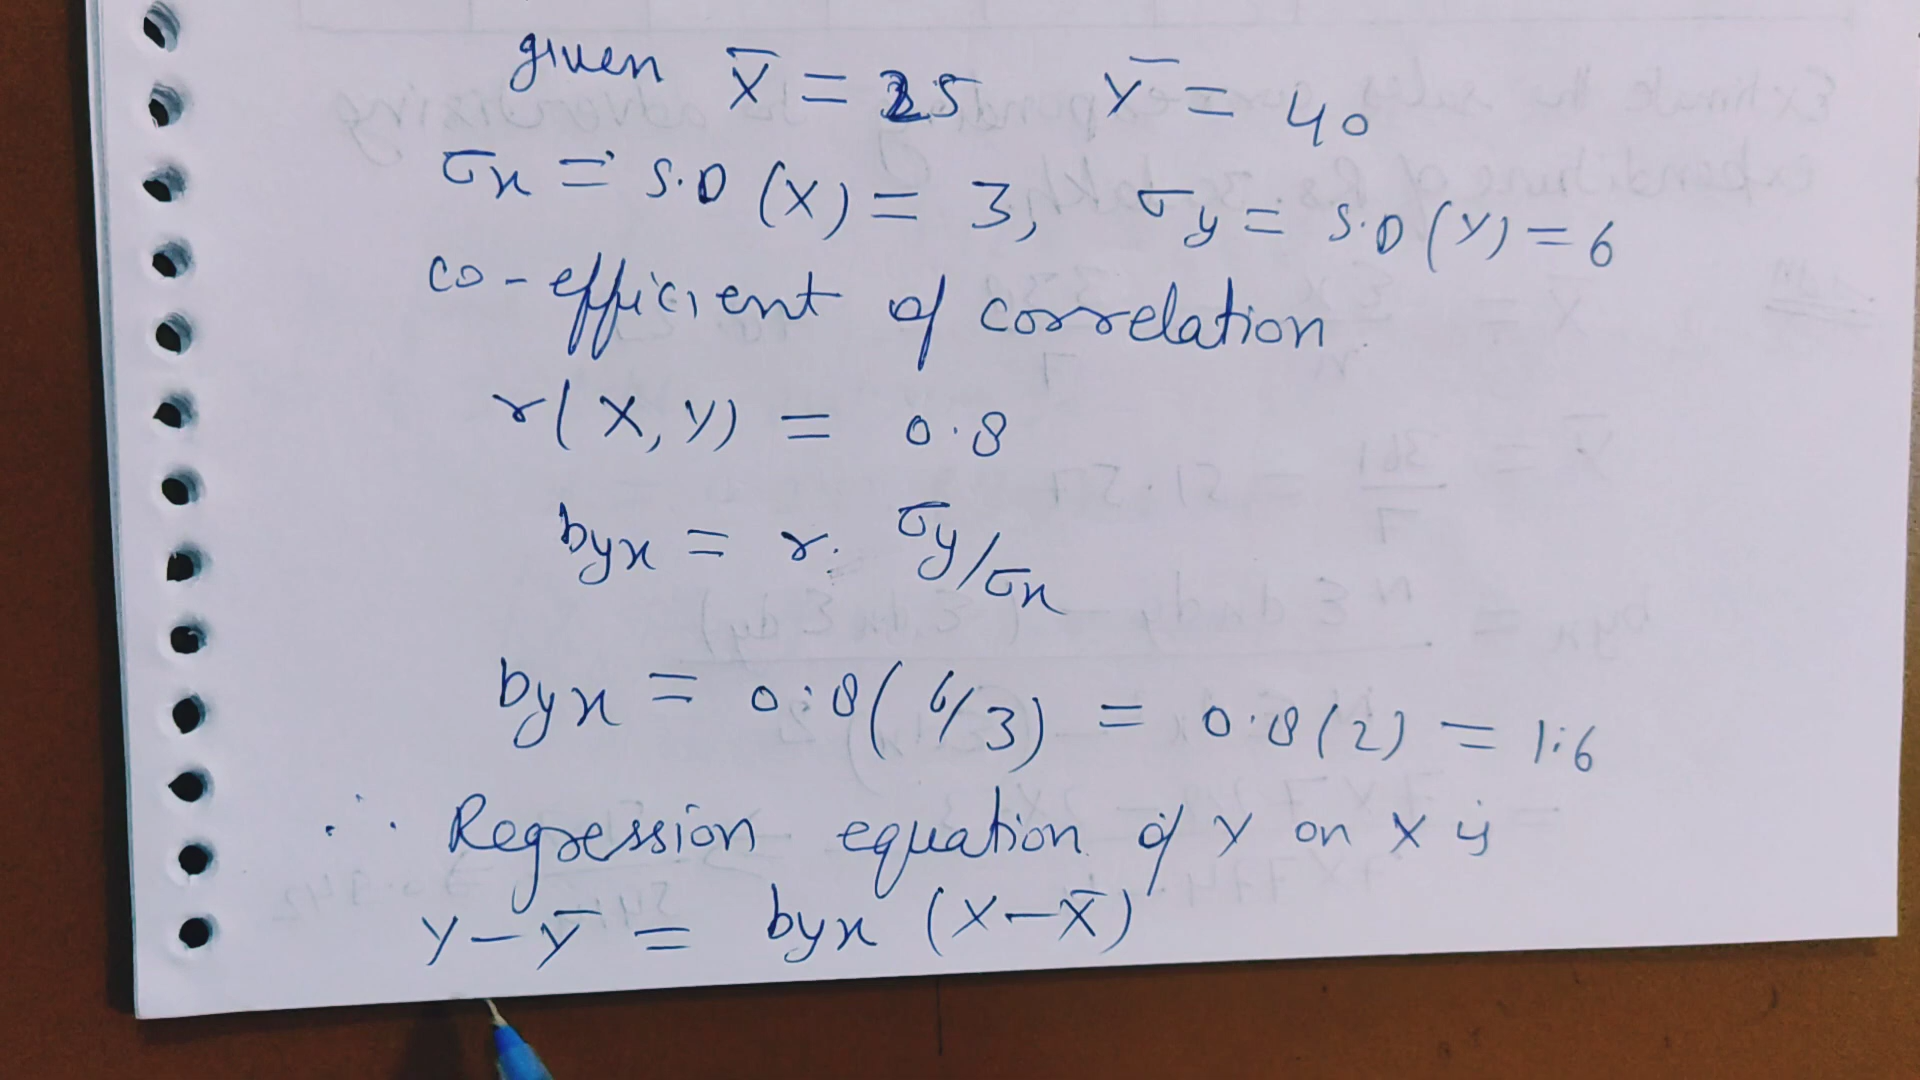 given X̄ = 25 Ȳ = 40
σx = S.D (X) = 3, σy = S.D (Y) = 6
co-efficient of correlation
r(X, Y) = 0.8
byx = r. σy/σx
byx = 0.8(6/3) = 0.8(2) = 1.6
∴ Regression equation of Y on X is
Y-Ȳ = byx (X-X̄)